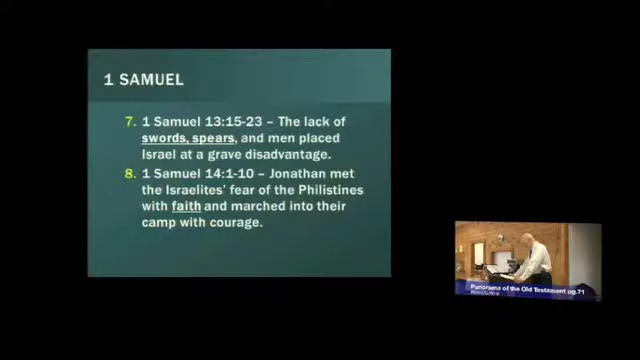 1 SAMUEL
7. 1 Samuel 13:15-23 – The lack of
swords, spears, and men placed
Israel at a grave disadvantage.
8. 1 Samuel 14:1-10 – Jonathan met
the Israelites' fear of the Philistines
with faith and marched into their
camp with courage.
Panorama of the Old Testament pg.71